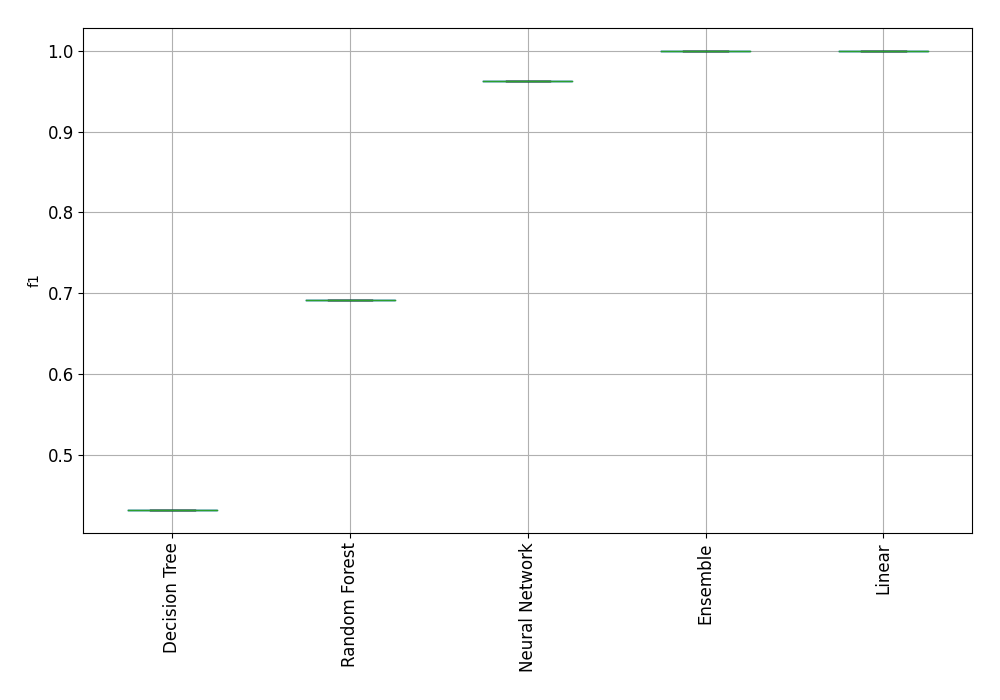 1.0
0.9
0.8
0.7
0.6
0.5
f1
Decision Tree
Random Forest
Neural Network
Ensemble
Linear